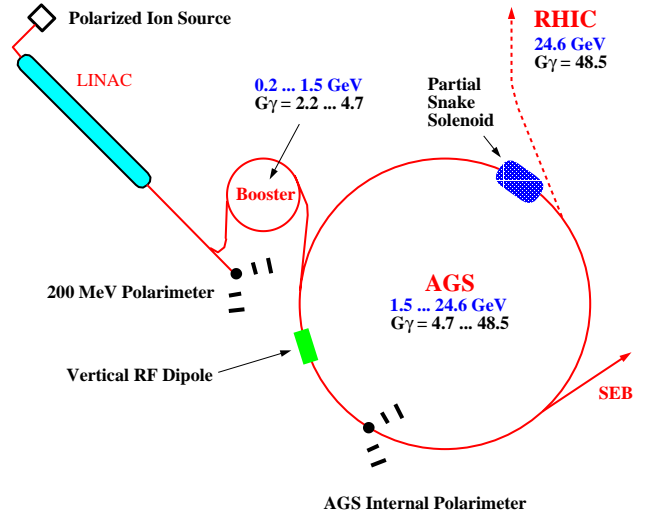 Polarized Ion Source
LINAC
RHIC
24.6 GeV
Gγ = 48.5
0.2 ... 1.5 GeV
Gγ = 2.2 ... 4.7
Partial
Snake
Solenoid
Booster
200 MeV Polarimeter
AGS
1.5 ... 24.6 GeV
Gγ = 4.7 ... 48.5
Vertical RF Dipole
SEB
AGS Internal Polarimeter